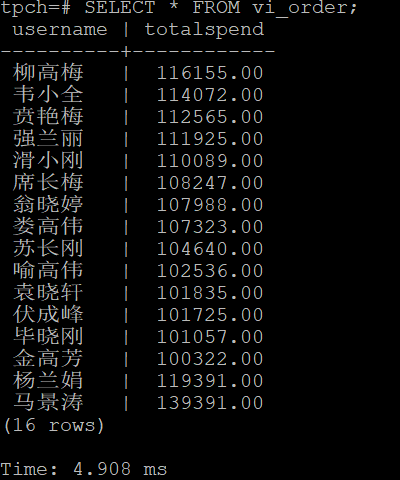 tpch=# SELECT * FROM vi_order;
username | totalspend
----------+------------
柳高梅 | 116155.00
韦小全 | 114072.00
贲艳梅 | 112565.00
强兰丽 | 111925.00
滑小刚 | 110089.00
席长梅 | 108247.00
翁晓婷 | 107988.00
娄高伟 | 107323.00
苏长刚 | 104640.00
喻高伟 | 102536.00
袁晓轩 | 101835.00
伏成峰 | 101725.00
毕晓刚 | 101057.00
金高芳 | 100322.00
杨兰娟 | 119391.00
马景涛 | 139391.00
(16 rows)
Time: 4.908 ms